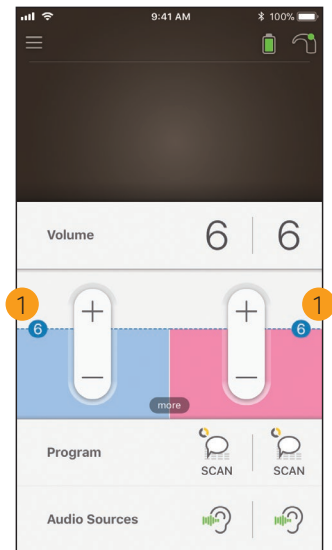 9:41 AM
100%
Volume
6
6
1
1
6
6
more
Program
SCAN
SCAN
Audio Sources